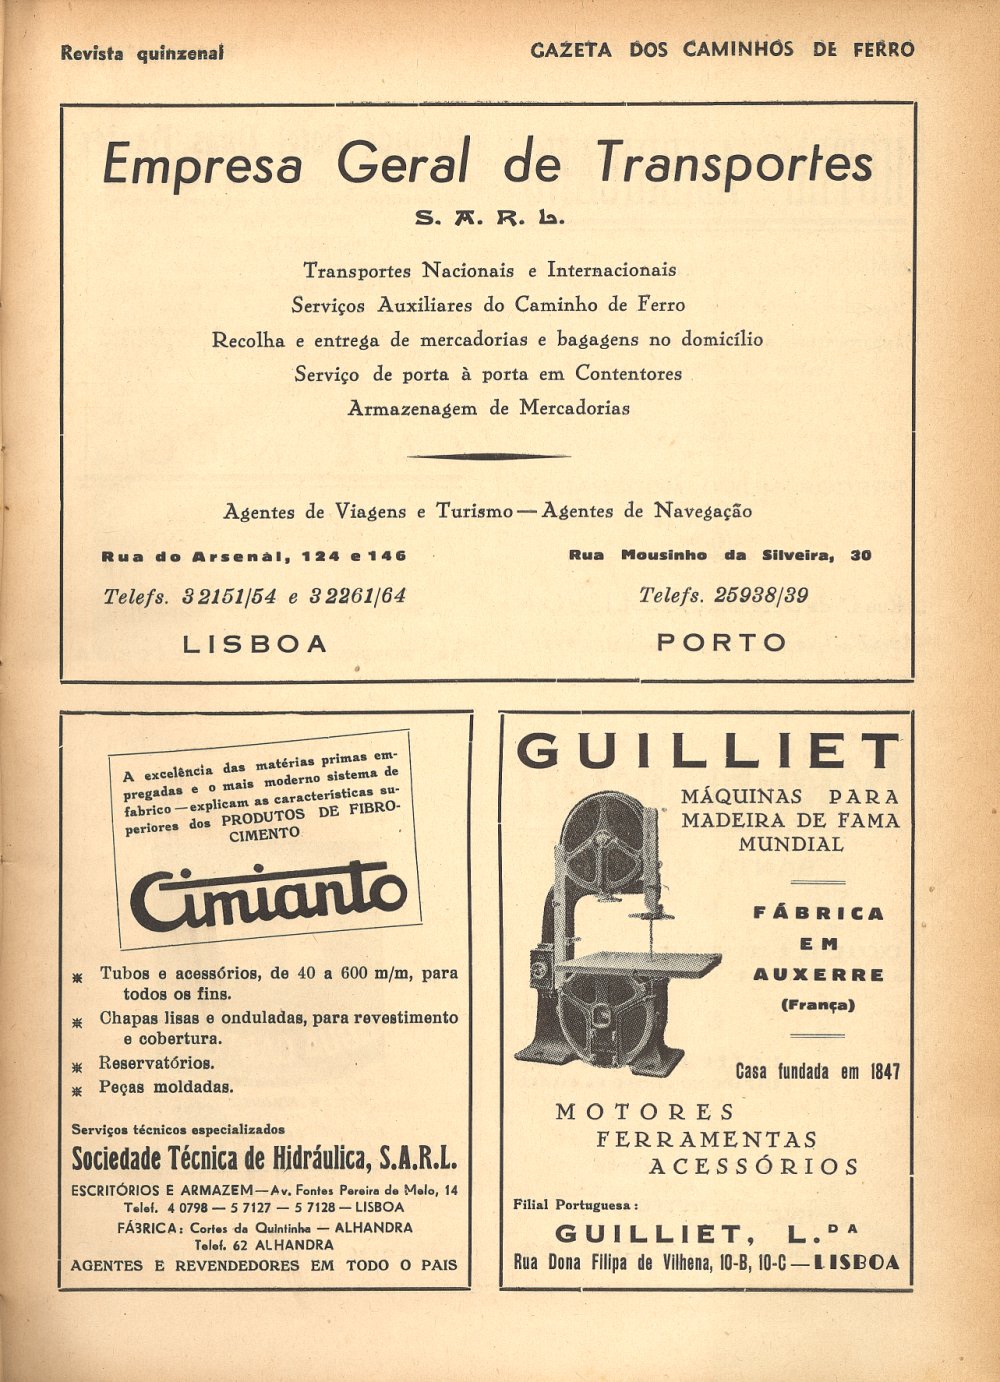 Revista quinzenal
GAZETA DOS CAMINHOS DE FERRO
Empresa Geral de Transportes
S. A. R. L.
Transportes Nacionais e Internacionais
Serviços Auxiliares do Caminho de Ferro
Recolha e entrega de mercadorias e bagagens no domicílio
Serviço de porta à porta em Contentores
Armazenagem de Mercadorias
Agentes de Viagens e Turismo — Agentes de Navegação
Rua do Arsenal, 124 e 146
Telefs. 32151/54 e 32261/64
LISBOA
Rua Mousinho da Silveira, 30
Telefs. 25938/39
PORTO
A excelência das matérias primas em-
pregadas e o mais moderno sistema de
fabrico — explicam as características su-
periores dos PRODUTOS DE FIBRO-
CIMENTO
Cimianto
Tubos e acessórios, de 40 a 600 m/m, para
todos os fins.
Chapas lisas e onduladas, para revestimento
e cobertura.
Reservatórios.
Peças moldadas.
Serviços técnicos especializados
Sociedade Técnica de Hidráulica, S.A.R.L.
ESCRITÓRIOS E ARMAZEM — Av. Fontes Pereira de Melo, 14
Telef. 4 0798 — 5 7127 — 5 7128 — LISBOA
FÁBRICA: Cortes da Quintinha — ALHANDRA
Telef. 62 ALHANDRA
AGENTES E REVENDEDORES EM TODO O PAIS
GUILLIET
MÁQUINAS PARA
MADEIRA DE FAMA
MUNDIAL
FÁBRICA
EM
AUXERRE
(França)
Casa fundada em 1847
MOTORES
FERRAMENTAS
ACESSÓRIOS
Filial Portuguesa:
GUILLIET, L.DA
Rua Dona Filipa de Vilhena, 10-B, 10-C — LISBOA